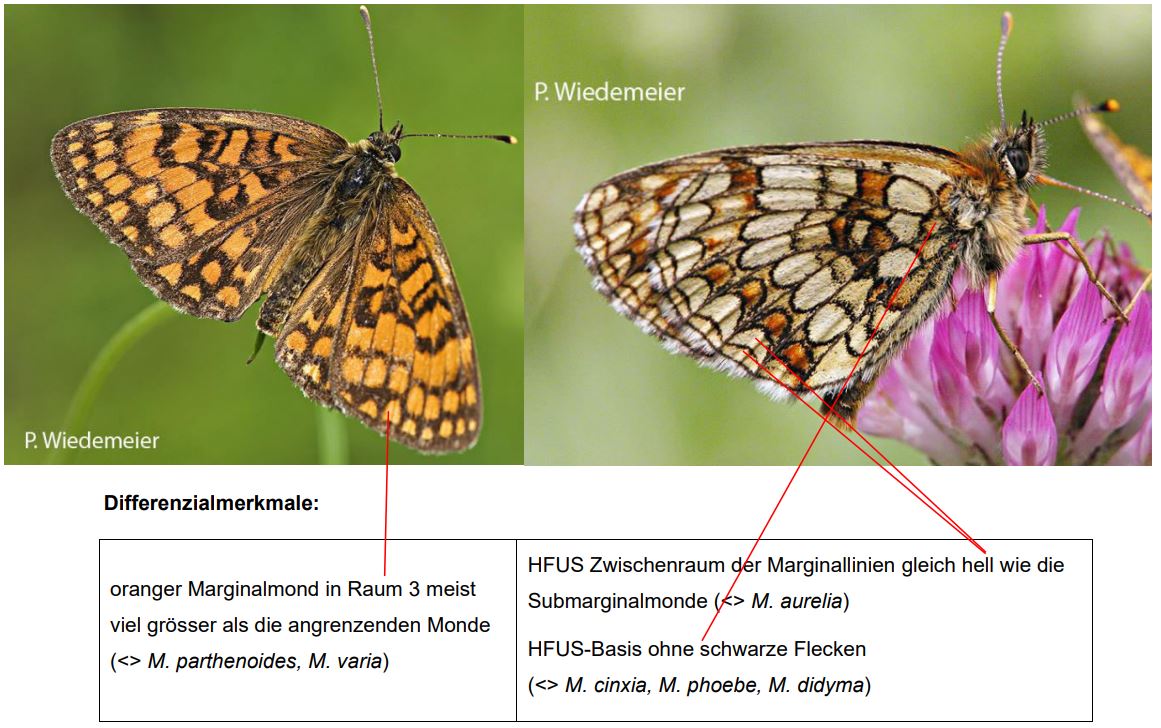 P. Wiedemeier
P. Wiedemeier
Differenzialmerkmale:
oranger Marginalmond in Raum 3 meist
viel grösser als die angrenzenden Monde
(<> M. parthenoides, M. varia)
HFUS Zwischenraum der Marginallinien gleich hell wie die
Submarginalmonde (<> M. aurelia)
HFUS-Basis ohne schwarze Flecken
(<> M. cinxia, M. phoebe, M. didyma)